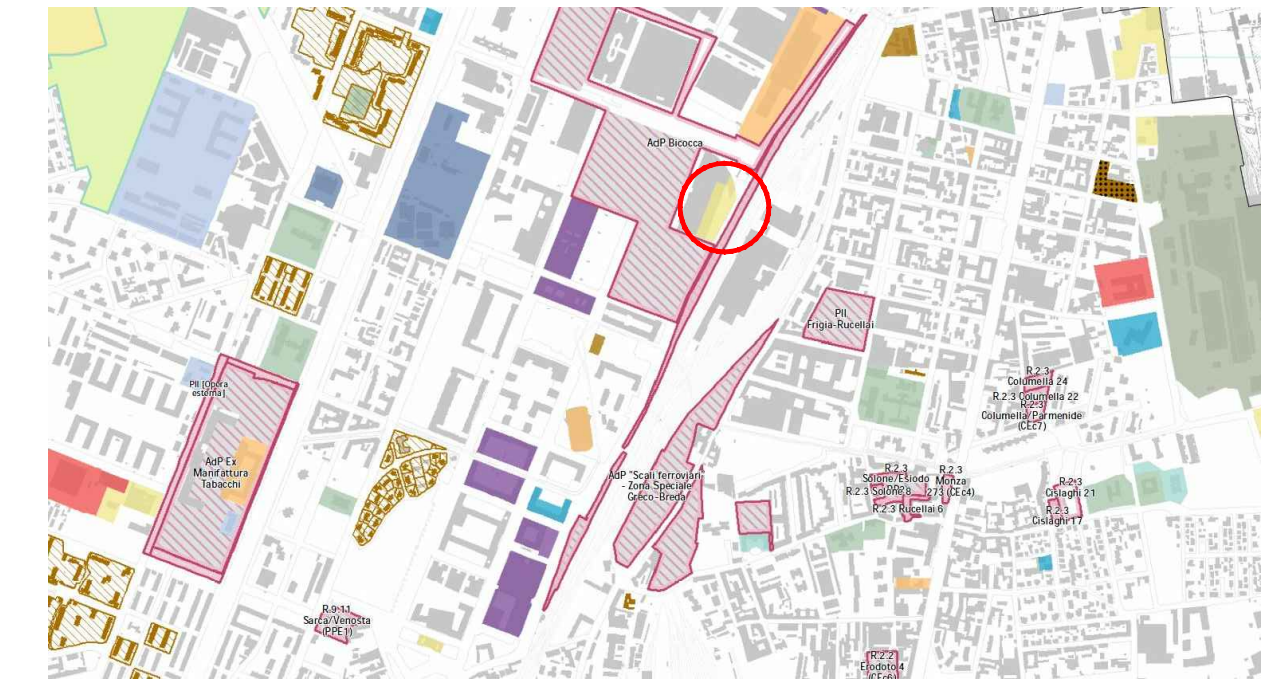 AdP Bicocca
PII
Frigia-Rucellai
PII [Opera
esterna]
AdP Ex
Manifattura
Tabacchi
R.2.3
Columella 24
R.2.3 Columella 22
R.2.3
Columella/Parmenide
(CEc7)
AdP "Scali ferroviari"
- Zona Speciale
Greco-Breda
R.2.3
Solone/Esiodo
R.2.3 Solone 8
R.2.3 Rucellai 6
R.2.3
Monza
273 (CEc4)
R.2.3
Cislaghi 21
R.2.3
Cislaghi 17
R.9.1.1
Sarca/Venosta
(PPE1)
R.2.2
Erodoto 4
(CEc6)